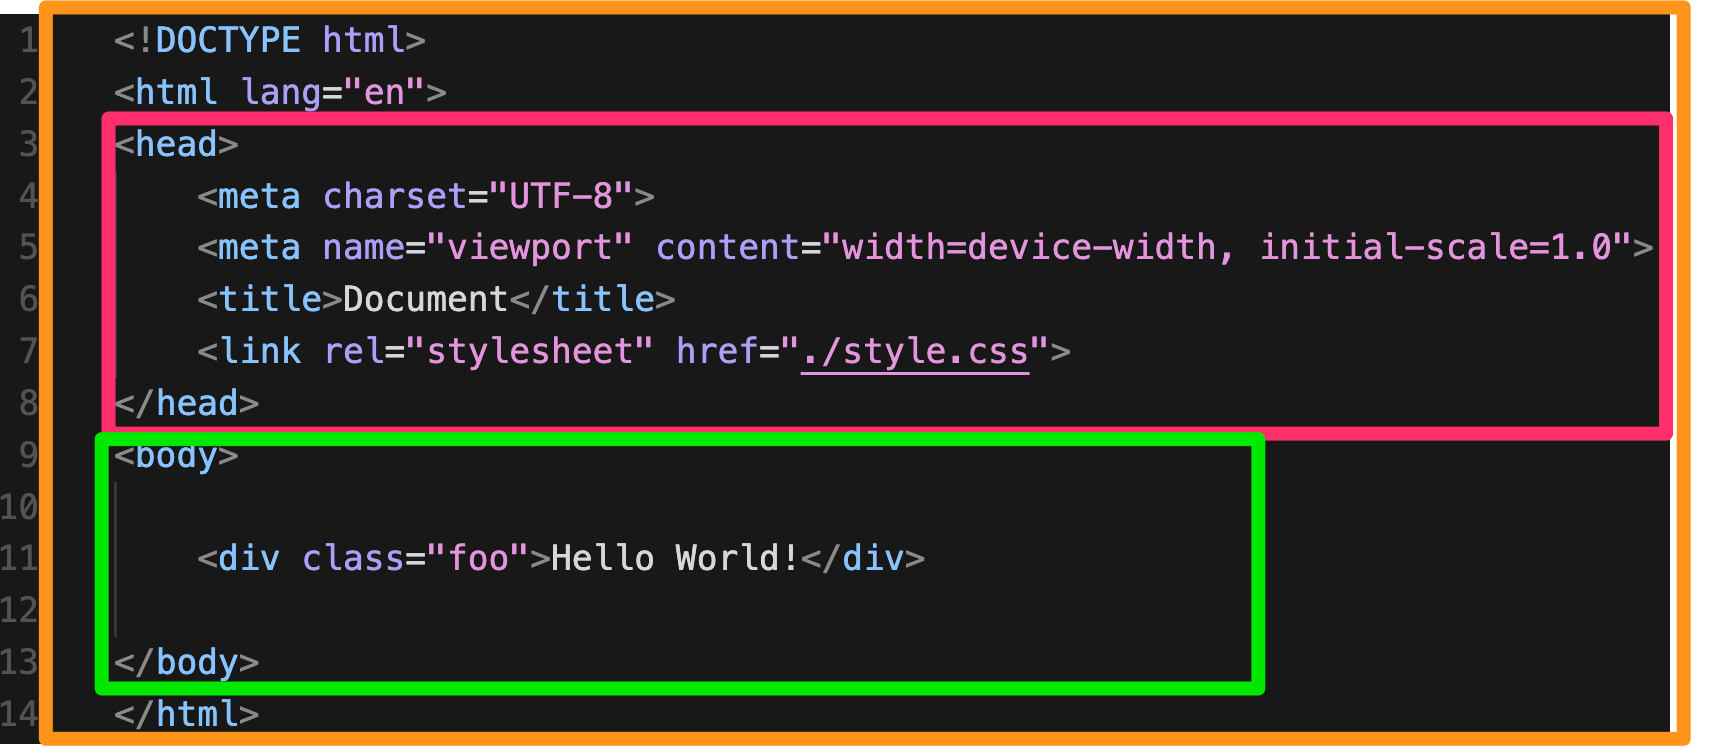 1 <!DOCTYPE html>
2 <html lang="en">
3 <head>
4     <meta charset="UTF-8">
5     <meta name="viewport" content="width=device-width, initial-scale=1.0">
6     <title>Document</title>
7     <link rel="stylesheet" href="./style.css">
8 </head>
9 <body>
10
11     <div class="foo">Hello World!</div>
12
13 </body>
14 </html>